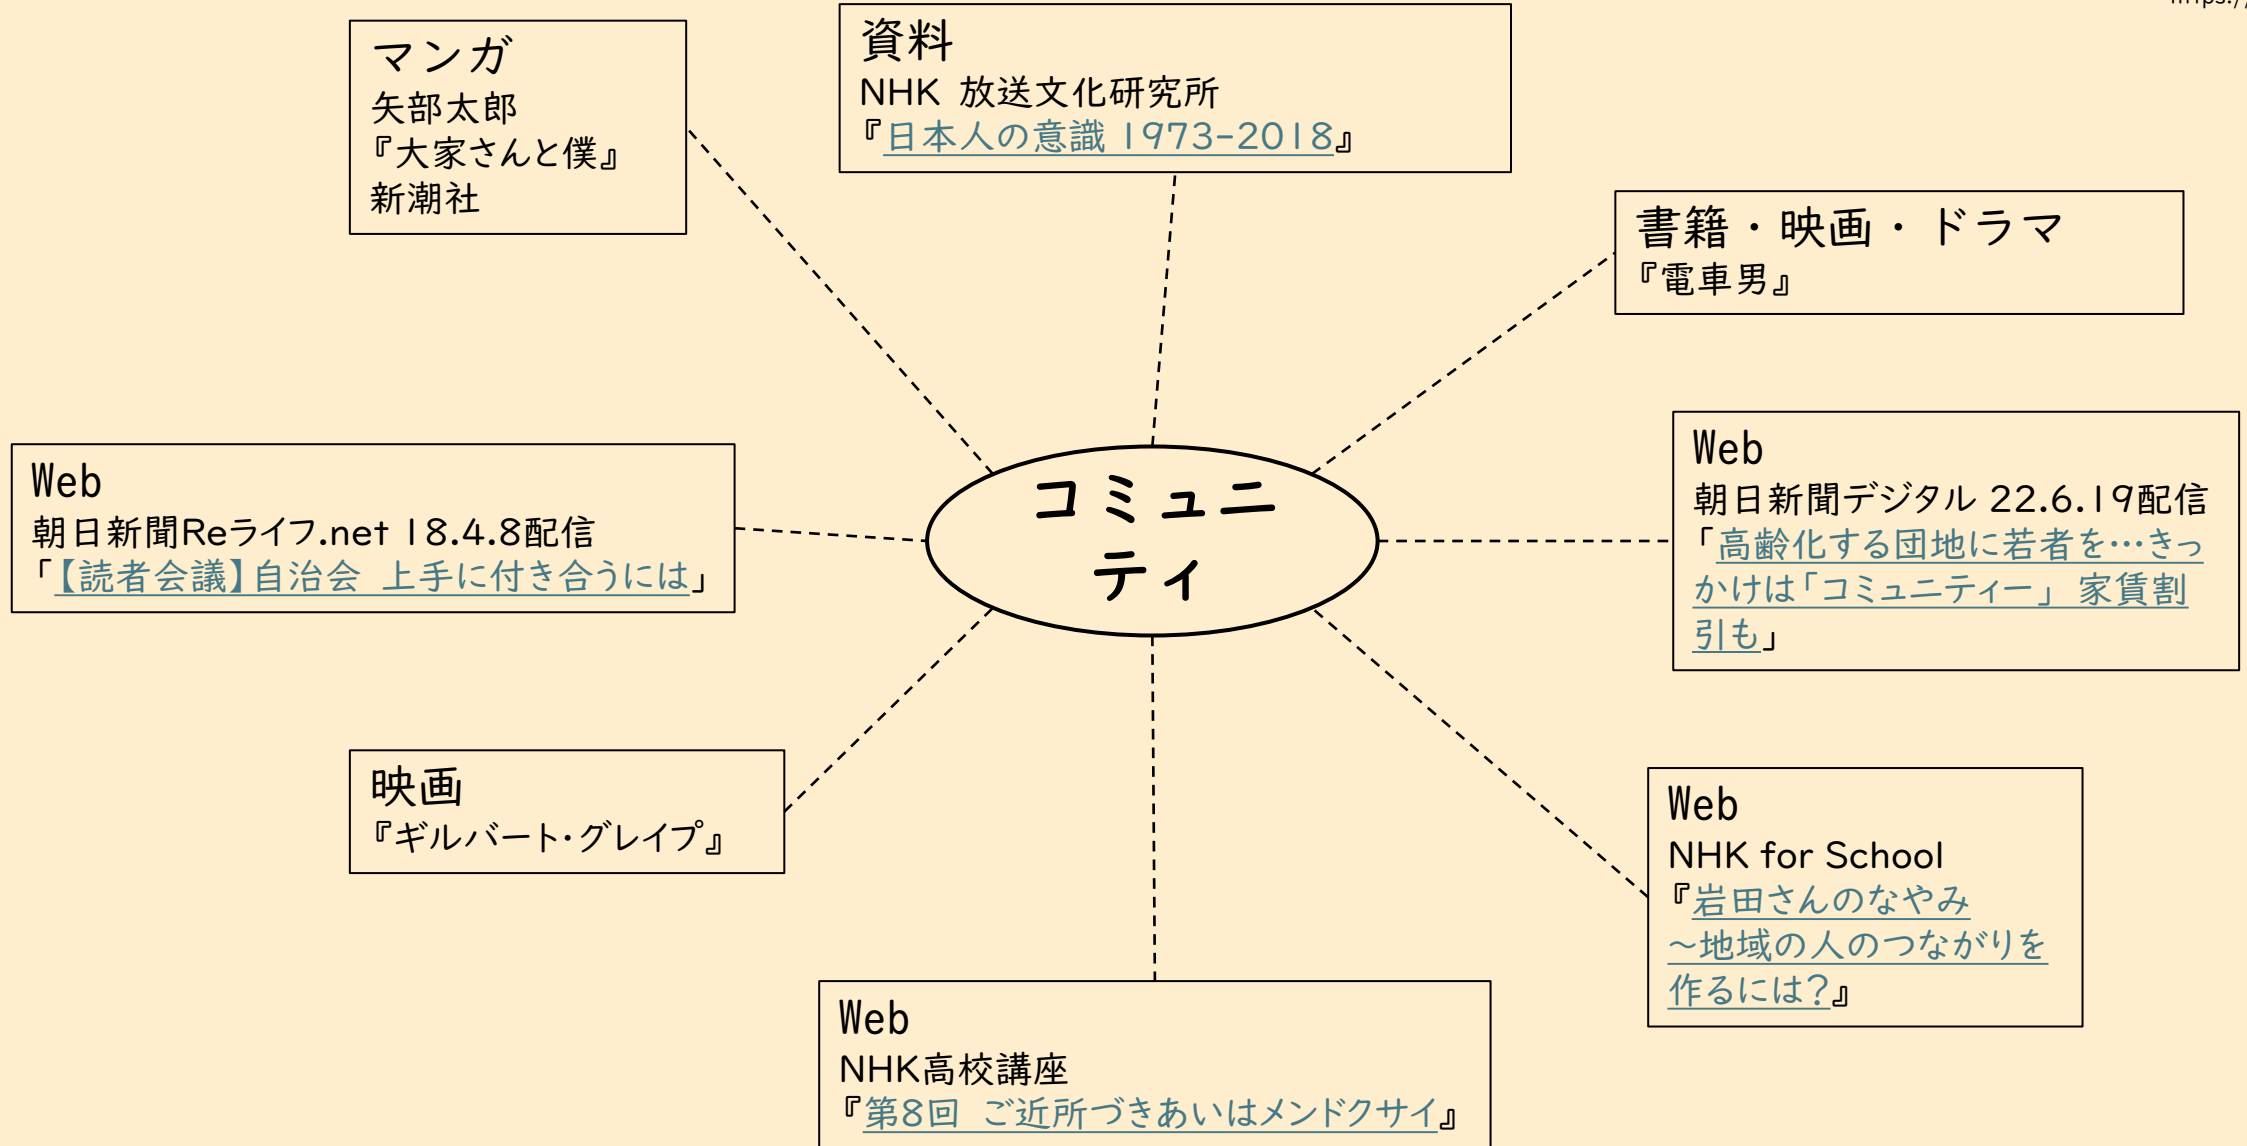 https://
マンガ
矢部太郎
『大家さんと僕』
新潮社
資料
NHK 放送文化研究所
『日本人の意識 1973-2018』
書籍・映画・ドラマ
『電車男』
Web
朝日新聞Reライフ.net 18.4.8配信
「【読者会議】自治会 上手に付き合うには」
コミュニ
ティ
Web
朝日新聞デジタル 22.6.19配信
「高齢化する団地に若者を…きっ
かけは「コミュニティー」 家賃割
引も」
映画
『ギルバート・グレイプ』
Web
NHK for School
『岩田さんのなやみ
～地域の人のつながりを
作るには?』
Web
NHK高校講座
『第8回 ご近所づきあいはメンドクサイ』